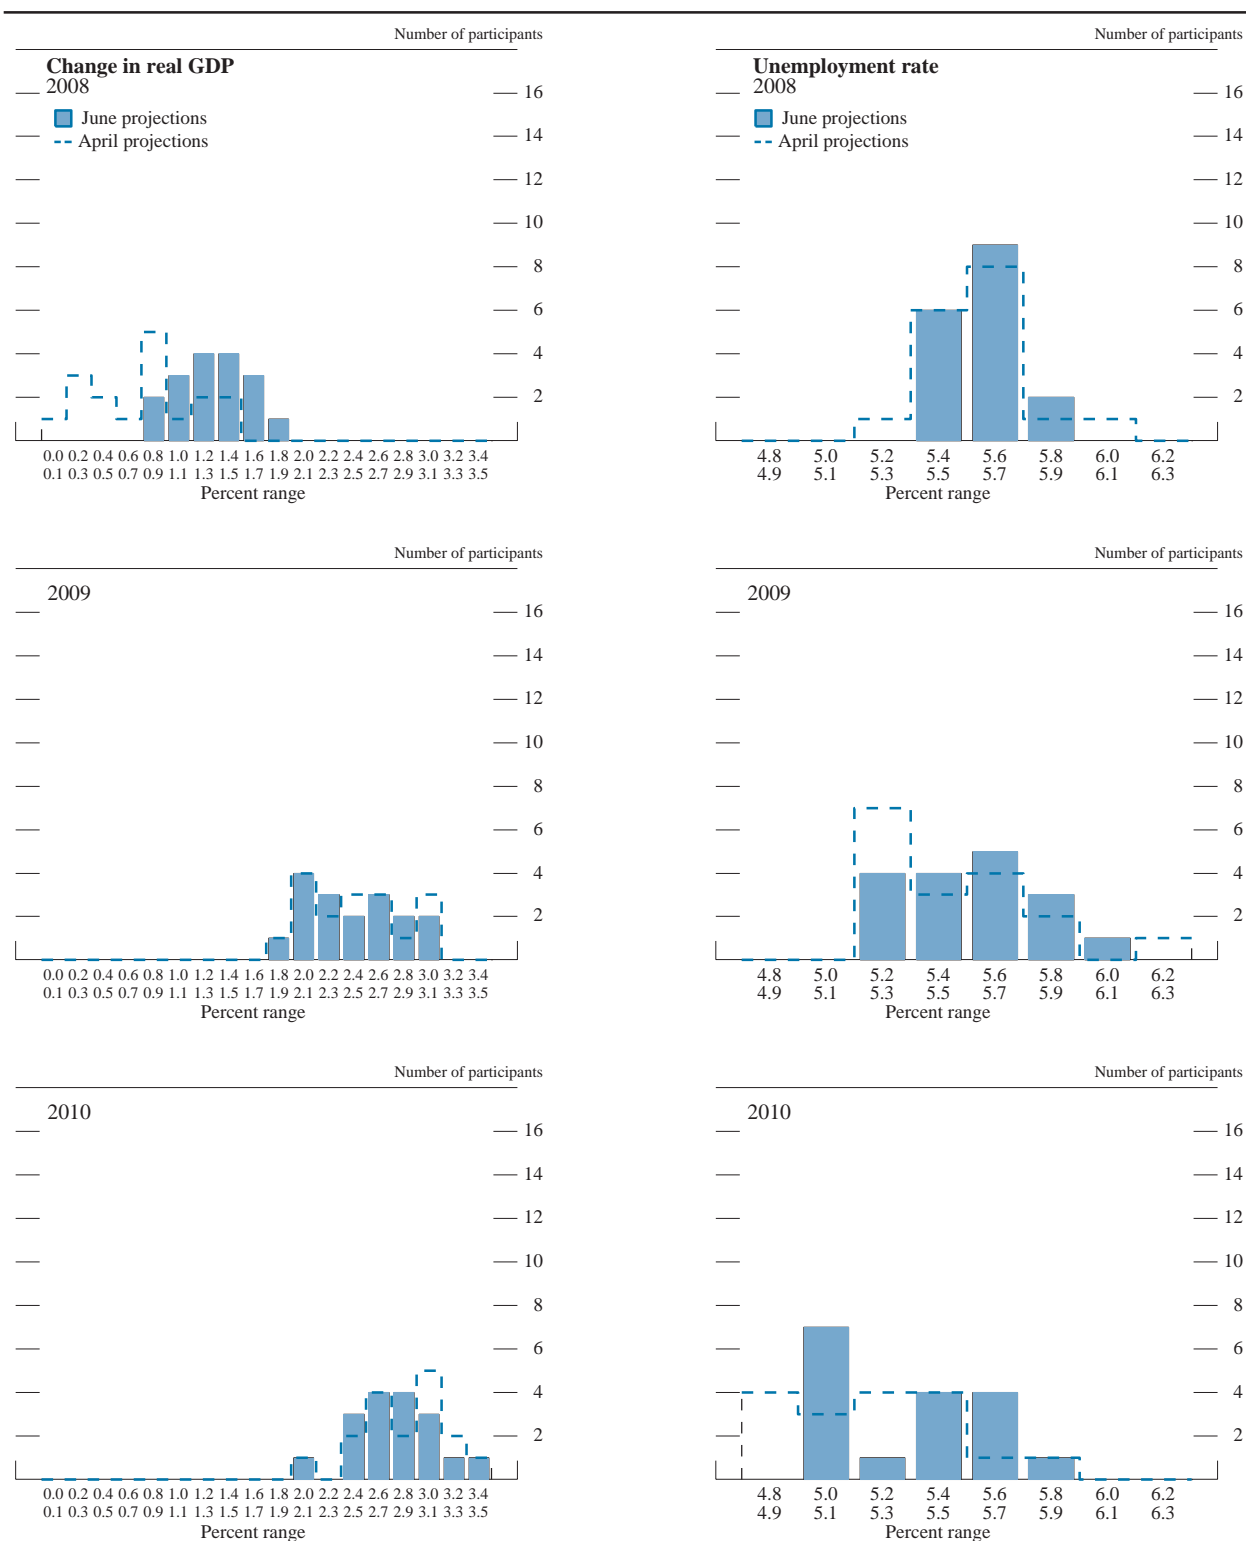 Number of participants
Change in real GDP
2008
June projections
April projections
16
14
12
10
8
6
4
2
0.0 0.2 0.4 0.6 0.8 1.0 1.2 1.4 1.6 1.8 2.0 2.2 2.4 2.6 2.8 3.0 3.2 3.4
0.1 0.3 0.5 0.7 0.9 1.1 1.3 1.5 1.7 1.9 2.1 2.3 2.5 2.7 2.9 3.1 3.3 3.5
Percent range
Number of participants
Unemployment rate
2008
June projections
April projections
16
14
12
10
8
6
4
2
4.8 5.0 5.2 5.4 5.6 5.8 6.0 6.2
4.9 5.1 5.3 5.5 5.7 5.9 6.1 6.3
Percent range
Number of participants
2009
16
14
12
10
8
6
4
2
0.0 0.2 0.4 0.6 0.8 1.0 1.2 1.4 1.6 1.8 2.0 2.2 2.4 2.6 2.8 3.0 3.2 3.4
0.1 0.3 0.5 0.7 0.9 1.1 1.3 1.5 1.7 1.9 2.1 2.3 2.5 2.7 2.9 3.1 3.3 3.5
Percent range
Number of participants
2009
16
14
12
10
8
6
4
2
4.8 5.0 5.2 5.4 5.6 5.8 6.0 6.2
4.9 5.1 5.3 5.5 5.7 5.9 6.1 6.3
Percent range
Number of participants
2010
16
14
12
10
8
6
4
2
0.0 0.2 0.4 0.6 0.8 1.0 1.2 1.4 1.6 1.8 2.0 2.2 2.4 2.6 2.8 3.0 3.2 3.4
0.1 0.3 0.5 0.7 0.9 1.1 1.3 1.5 1.7 1.9 2.1 2.3 2.5 2.7 2.9 3.1 3.3 3.5
Percent range
Number of participants
2010
16
14
12
10
8
6
4
2
4.8 5.0 5.2 5.4 5.6 5.8 6.0 6.2
4.9 5.1 5.3 5.5 5.7 5.9 6.1 6.3
Percent range